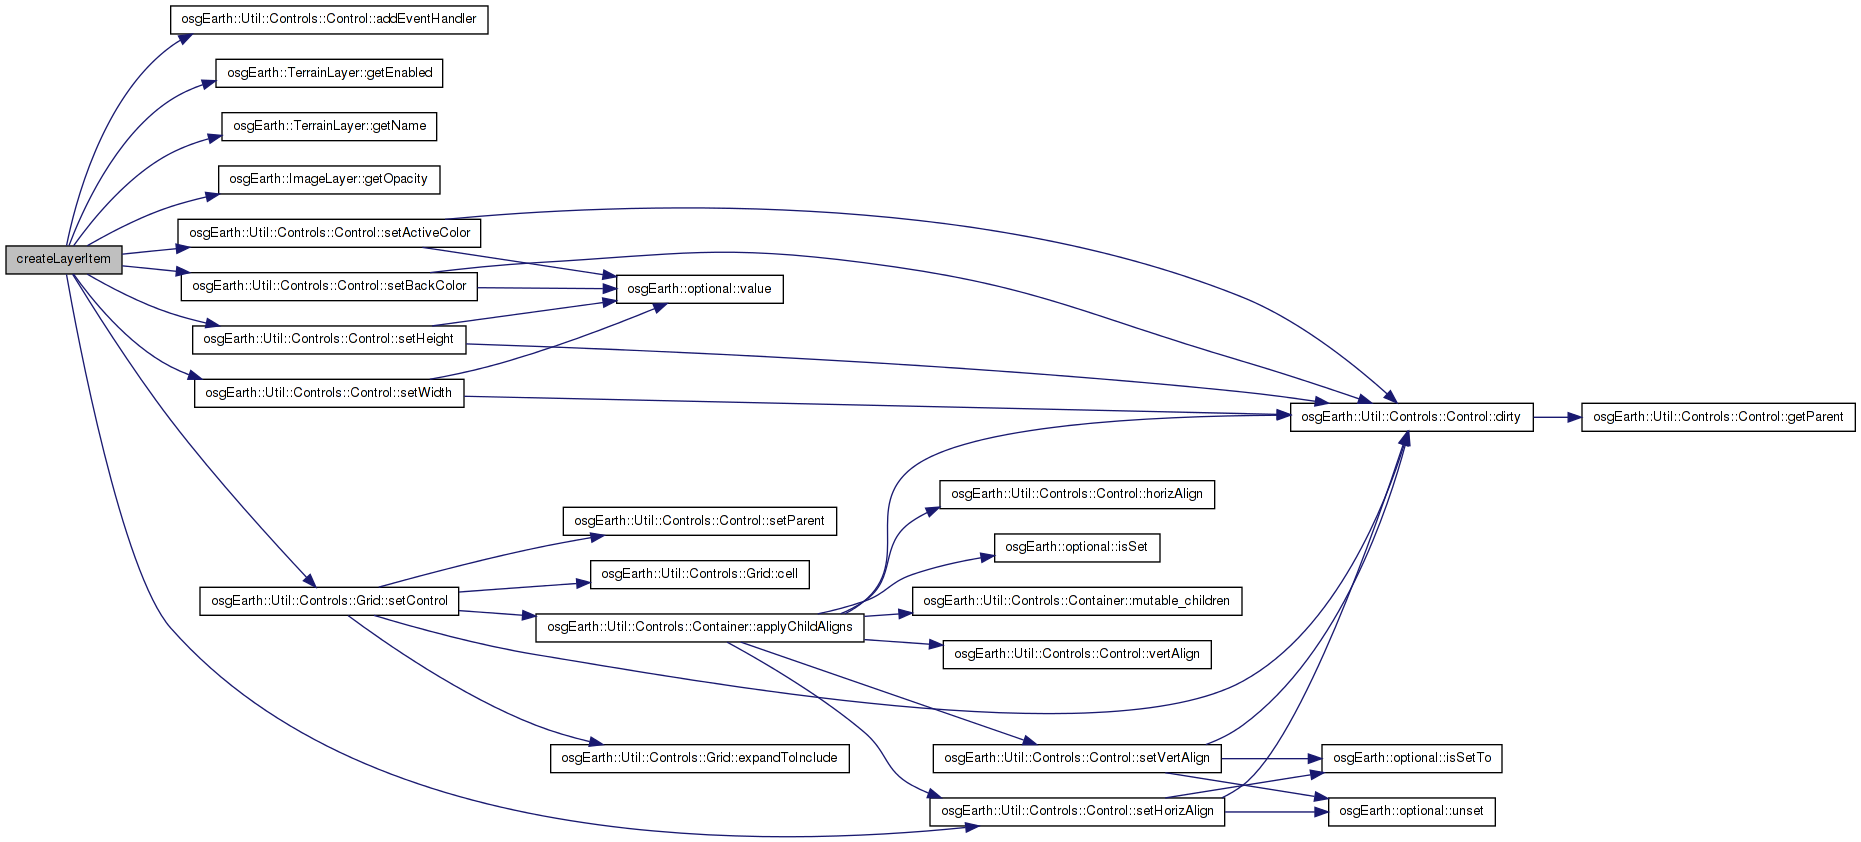 createLayerItem
osgEarth::Util::Controls::Control::addEventHandler
osgEarth::TerrainLayer::getEnabled
osgEarth::TerrainLayer::getName
osgEarth::ImageLayer::getOpacity
osgEarth::Util::Controls::Control::setActiveColor
osgEarth::Util::Controls::Control::setBackColor
osgEarth::Util::Controls::Control::setHeight
osgEarth::Util::Controls::Control::setWidth
osgEarth::Util::Controls::Grid::setControl
osgEarth::optional::value
osgEarth::Util::Controls::Control::setParent
osgEarth::Util::Controls::Grid::cell
osgEarth::Util::Controls::Container::applyChildAligns
osgEarth::Util::Controls::Grid::expandToInclude
osgEarth::Util::Controls::Control::horizAlign
osgEarth::optional::isSet
osgEarth::Util::Controls::Container::mutable_children
osgEarth::Util::Controls::Control::vertAlign
osgEarth::Util::Controls::Control::setVertAlign
osgEarth::Util::Controls::Control::setHorizAlign
osgEarth::Util::Controls::Control::dirty
osgEarth::Util::Controls::Control::getParent
osgEarth::optional::isSetTo
osgEarth::optional::unset